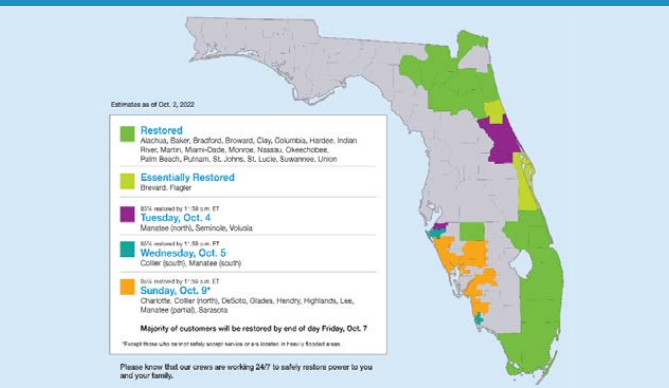 Estimates as of Oct. 2, 2022
Restored
Alachua, Baker, Bradford, Broward, Clay, Columbia, Hardee, Indian
River, Martin, Miami-Dade, Monroe, Nassau, Okeechobee,
Palm Beach, Putnam, St. Johns, St. Lucie, Suwannee, Union
Essentially Restored
Brevard, Flagler
95% restored by 11:59 p.m. ET
Tuesday, Oct. 4
Manatee (north), Seminole, Volusia
95% restored by 11:59 p.m. ET
Wednesday, Oct. 5
Collier (south), Manatee (south)
95% restored by 11:59 p.m. ET
Sunday, Oct. 9*
Charlotte, Collier (north), DeSoto, Glades, Hendry, Highlands, Lee,
Manatee (partial), Sarasota
Majority of customers will be restored by end of day Friday, Oct. 7
*Except those who cannot safely accept service or are located in heavily flooded areas
Please know that our crews are working 24/7 to safely restore power to you
and your family.